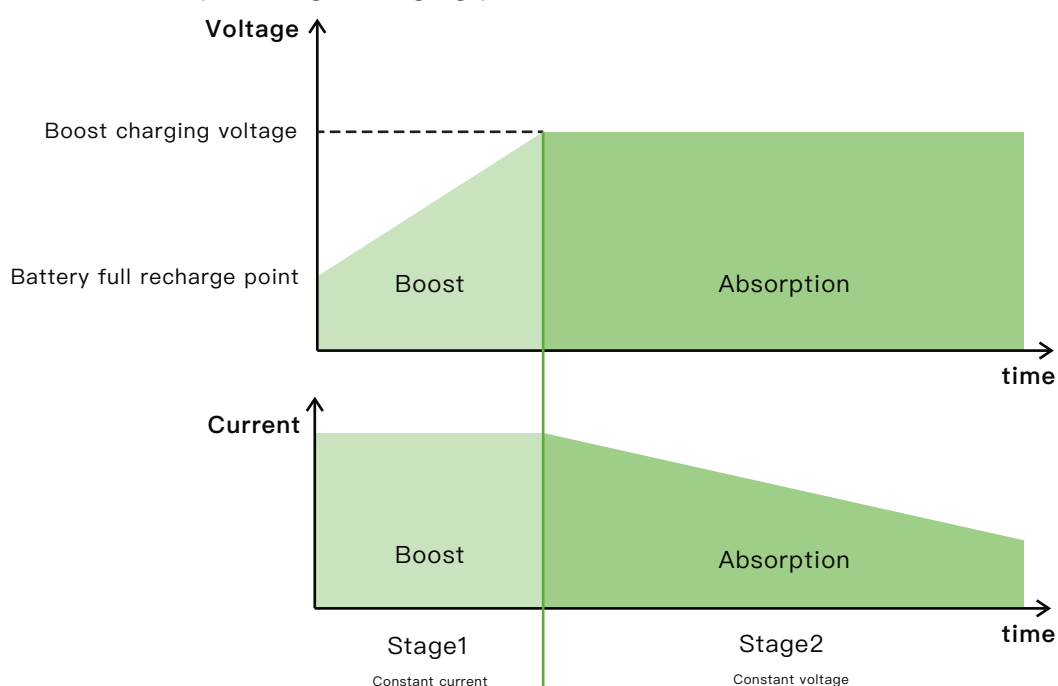 Voltage
Boost charging voltage
Battery full recharge point
Boost
Absorption
time
Current
Boost
Absorption
time
Stage1
Stage2
Constant current
Constant voltage